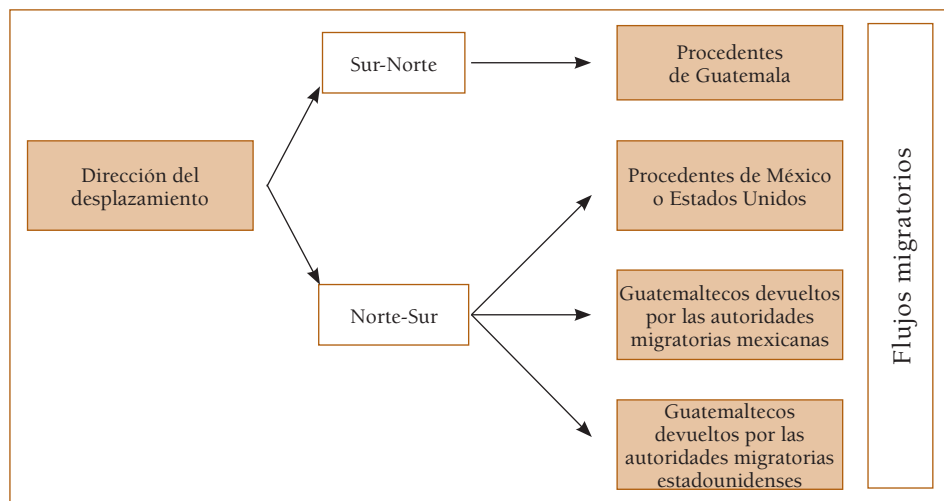 Dirección del
desplazamiento
Sur-Norte
Norte-Sur
Procedentes
de Guatemala
Procedentes de México
o Estados Unidos
Guatemaltecos devueltos
por las autoridades
migratorias mexicanas
Guatemaltecos
devueltos por las
autoridades migratorias
estadounidenses
Flujos migratorios